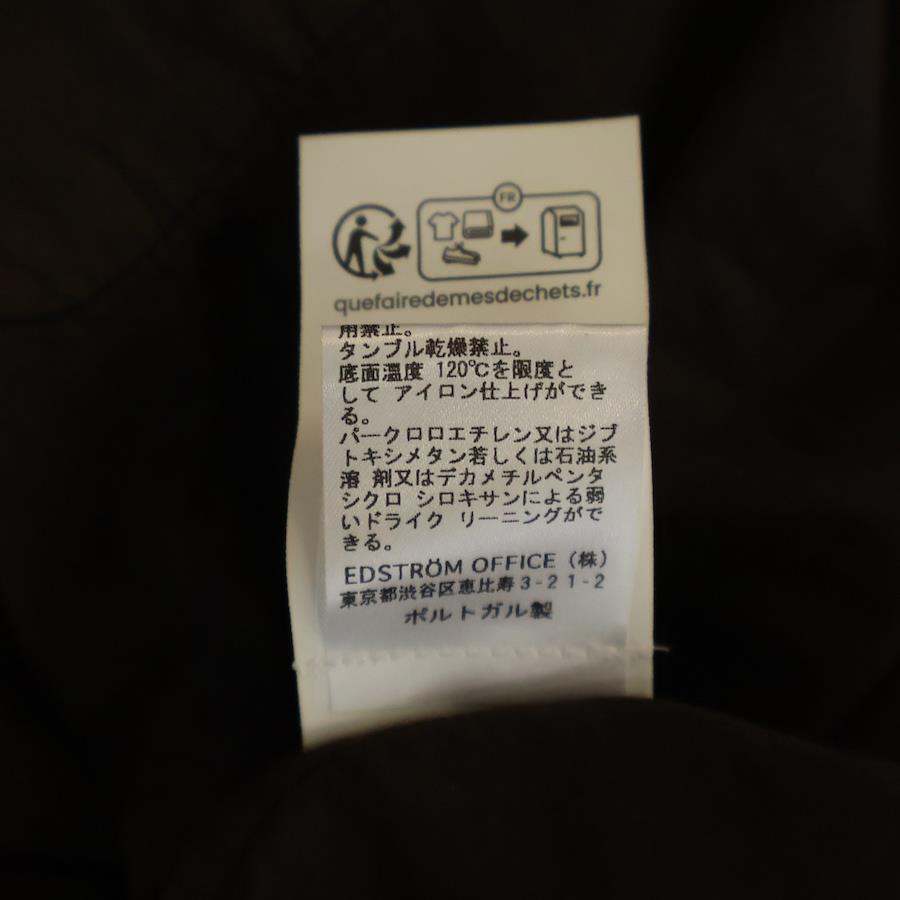 FR
quefairedemesdechets.fr
用禁止。
タンブル乾燥禁止。
底面温度 120℃を限度と
して アイロン仕上げができ
る。
パークロロエチレン又はジブ
トキシメタン若しくは石油系
溶 剤又はデカメチルペンタ
シクロ シロキサンによる弱
いドライク リーニングがで
きる。
EDSTRÖM OFFICE（株）
東京都渋谷区恵比寿3-21-2
ポルトガル製